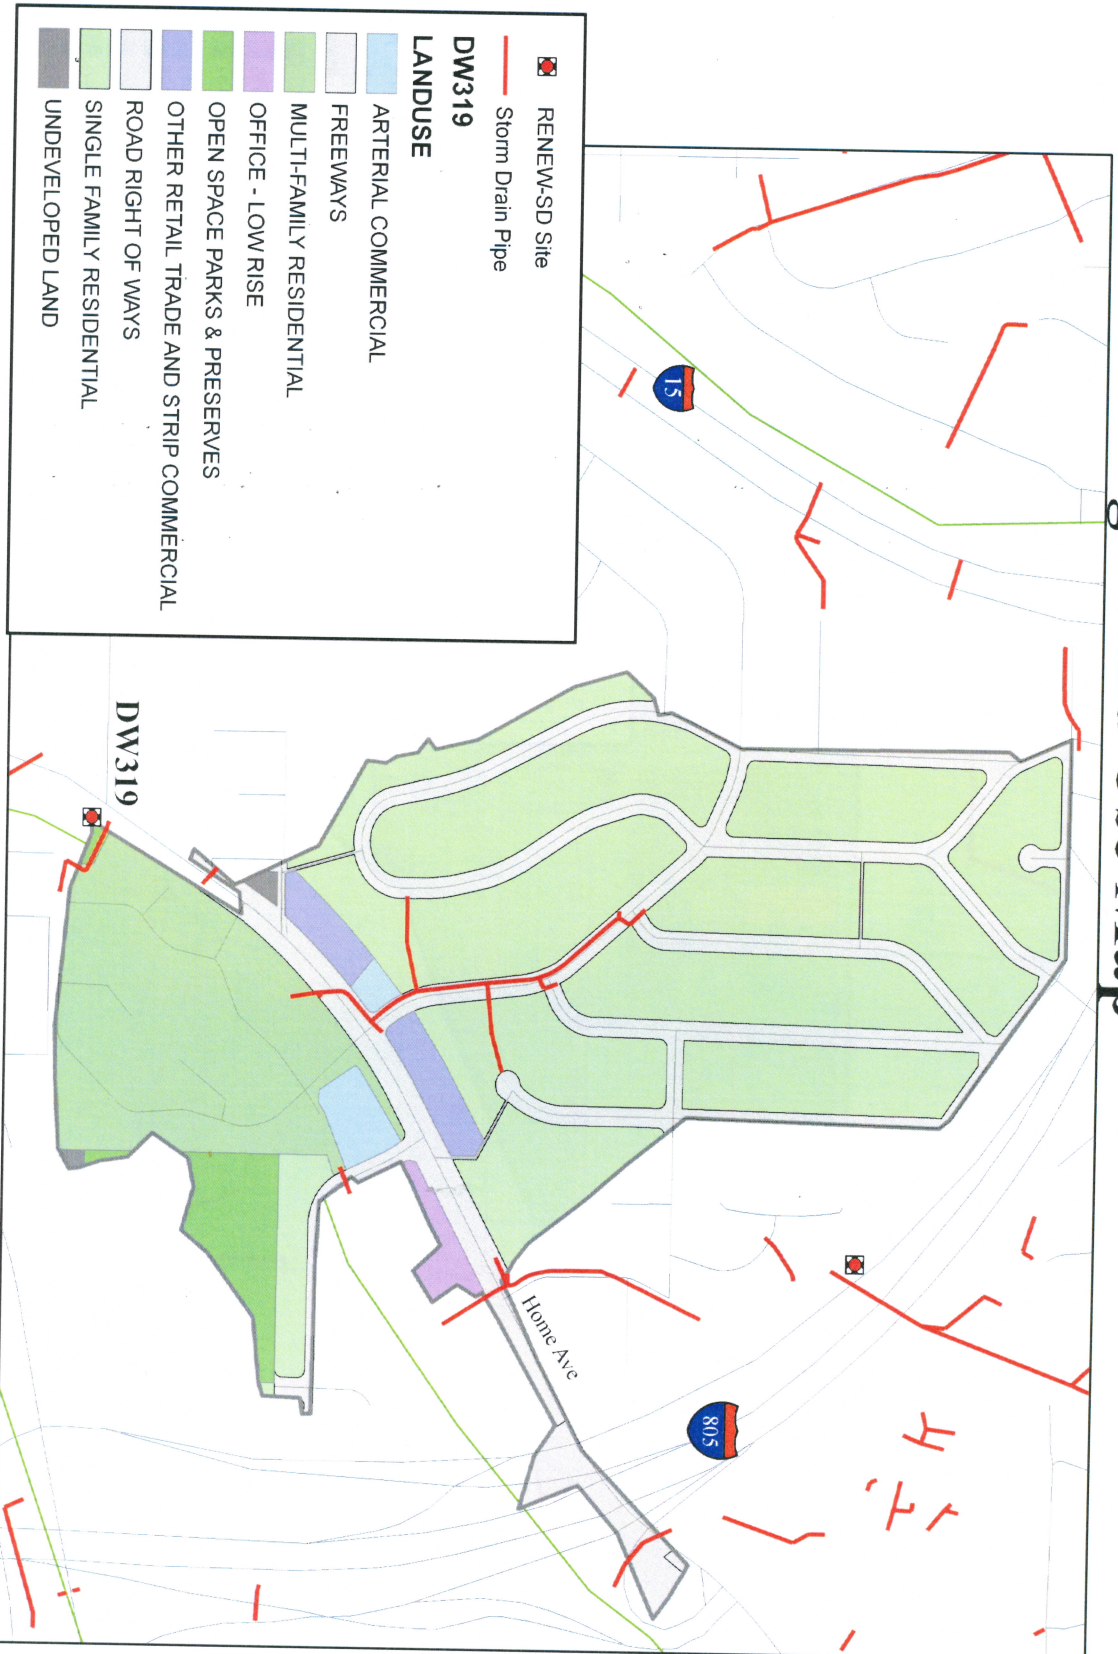 RENEW-SD Site
Storm Drain Pipe
DW319
LANDUSE
ARTERIAL COMMERCIAL
FREEWAYS
MULTI-FAMILY RESIDENTIAL
OFFICE - LOW RISE
OPEN SPACE PARKS & PRESERVES
OTHER RETAIL TRADE AND STRIP COMMERCIAL
ROAD RIGHT OF WAYS
SINGLE FAMILY RESIDENTIAL
UNDEVELOPED LAND
15
805
Home Ave
DW319